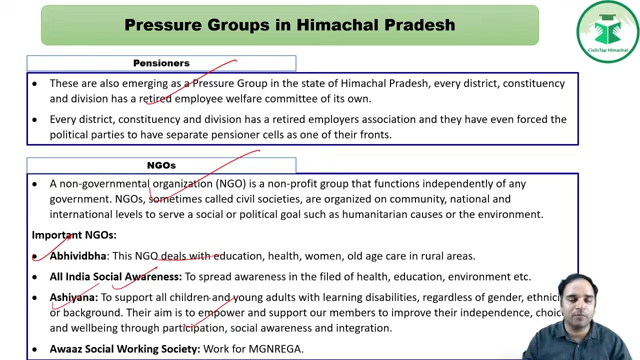 Pressure Groups in Himachal Pradesh
CivilsTap Himachal
Pensioners
• These are also emerging as a Pressure Group in the state of Himachal Pradesh, every district, constituency
and division has a retired employee welfare committee of its own.
• Every district, constituency and division has a retired employers association and they have even forced the
political parties to have separate pensioner cells as one of their fronts.
NGOs
• A non-governmental organization (NGO) is a non-profit group that functions independently of any
government. NGOs, sometimes called civil societies, are organized on community, national and
international levels to serve a social or political goal such as humanitarian causes or the environment.
Important NGOs:
• Abhividbha: This NGO deals with education, health, women, old age care in rural areas.
• All India Social Awareness: To spread awareness in the filed of health, education, environment etc.
• Ashiyana: To support all children and young adults with learning disabilities, regardless of gender,
or background. Their aim is to empower and support our members to improve their independence,
and wellbeing through participation, social awareness and integration.
• Awaaz Social Working Society: Work for MGNREGA.